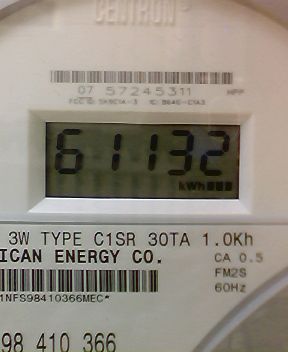 CENTRON
07 57245311 HPP
61132
kWh
3W TYPE C1SR 30TA 1.0Kh
ICAN ENERGY CO. CA 0.5
FM2S
60Hz
1NFS98410366MEC*
98 410 366